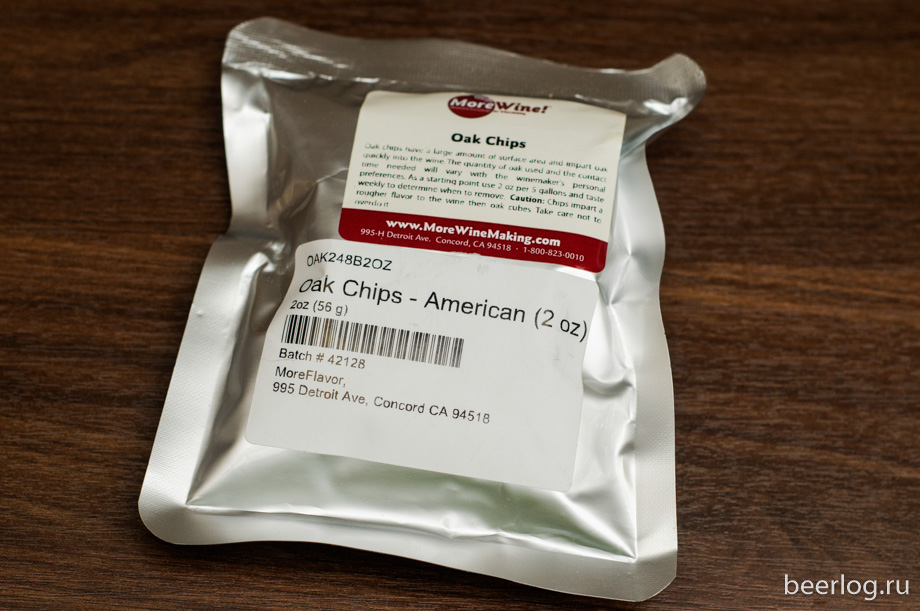 MoreWine!
Oak Chips
Oak chips have a large amount of surface area and impart oak
quickly into the wine. The quantity of oak used and the contact
time needed will vary with the winemaker's personal
preferences. As a starting point use 2 oz per 5 gallons and taste
weekly to determine when to remove. Caution: Chips impart a
rougher flavor to the wine then oak cubes. Take care not to
overdo it
www.MoreWineMaking.com
995-H Detroit Ave. Concord, CA 94518 · 1-800-823-0010
OAK248B2OZ
Oak Chips - American (2 oz)
2oz (56 g)
Batch # 42128
MoreFlavor,
995 Detroit Ave, Concord CA 94518
beerlog.ru